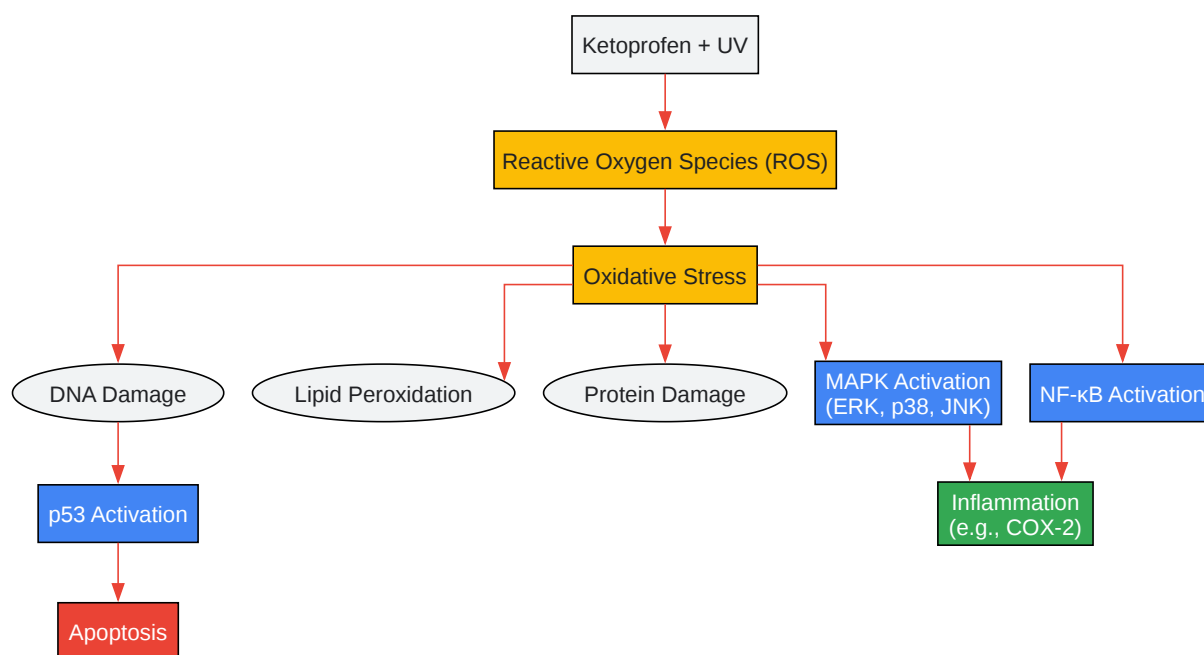 Ketoprofen + UV
Reactive Oxygen Species (ROS)
Oxidative Stress
DNA Damage
Lipid Peroxidation
Protein Damage
MAPK Activation
(ERK, p38, JNK)
NF-κB Activation
p53 Activation
Inflammation
(e.g., COX-2)
Apoptosis